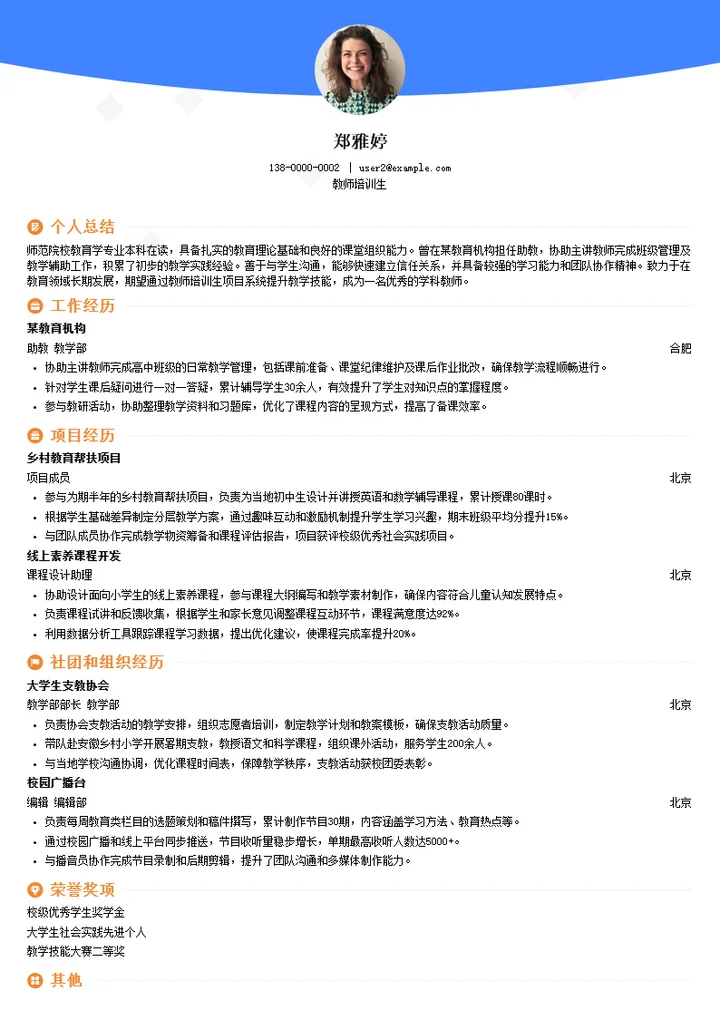 郑雅婷
138-0000-0002 | user2@example.com
教师培训生
个人总结
师范院校教育学专业本科在读，具备扎实的教育理论基础和良好的课堂组织能力。曾在某教育机构担任助教，协助主讲教师完成班级管理及
教学辅助工作，积累了初步的教学实践经验。善于与学生沟通，能够快速建立信任关系，并具备较强的学习能力和团队协作精神。致力于在
教育领域长期发展，期望通过教师培训生项目系统提升教学技能，成为一名优秀的学科教师。
工作经历
某教育机构
助教 教学部 合肥
• 协助主讲教师完成高中班级的日常教学管理，包括课前准备、课堂纪律维护及课后作业批改，确保教学流程顺畅进行。
• 针对学生课后疑问进行一对一答疑，累计辅导学生30余人，有效提升了学生对知识点的掌握程度。
• 参与教研活动，协助整理教学资料和习题库，优化了课程内容的呈现方式，提高了备课效率。
项目经历
乡村教育帮扶项目
项目成员 北京
• 参与为期半年的乡村教育帮扶项目，负责为当地初中生设计并讲授英语和数学辅导课程，累计授课80课时。
• 根据学生基础差异制定分层教学方案，通过趣味互动和激励机制提升学生学习兴趣，期末班级平均分提升15%。
• 与团队成员协作完成教学物资筹备和课程评估报告，项目获评校级优秀社会实践项目。
线上素养课程开发
课程设计助理 北京
• 协助设计面向小学生的线上素养课程，参与课程大纲编写和教学素材制作，确保内容符合儿童认知发展特点。
• 负责课程试讲和反馈收集，根据学生和家长意见调整课程互动环节，课程满意度达92%。
• 利用数据分析工具跟踪课程学习数据，提出优化建议，使课程完成率提升20%。
社团和组织经历
大学生支教协会
教学部部长 教学部 北京
• 负责协会支教活动的教学安排，组织志愿者培训，制定教学计划和教案模板，确保支教活动质量。
• 带队赴安徽乡村小学开展暑期支教，教授语文和科学课程，组织课外活动，服务学生200余人。
• 与当地学校沟通协调，优化课程时间表，保障教学秩序，支教活动获校团委表彰。
校园广播台
编辑 编辑部 北京
• 负责每周教育类栏目的选题策划和稿件撰写，累计制作节目30期，内容涵盖学习方法、教育热点等。
• 通过校园广播和线上平台同步推送，节目收听量稳步增长，单期最高收听人数达5000+。
• 与播音员协作完成节目录制和后期剪辑，提升了团队沟通和多媒体制作能力。
荣誉奖项
校级优秀学生奖学金
大学生社会实践先进个人
教学技能大赛二等奖
其他